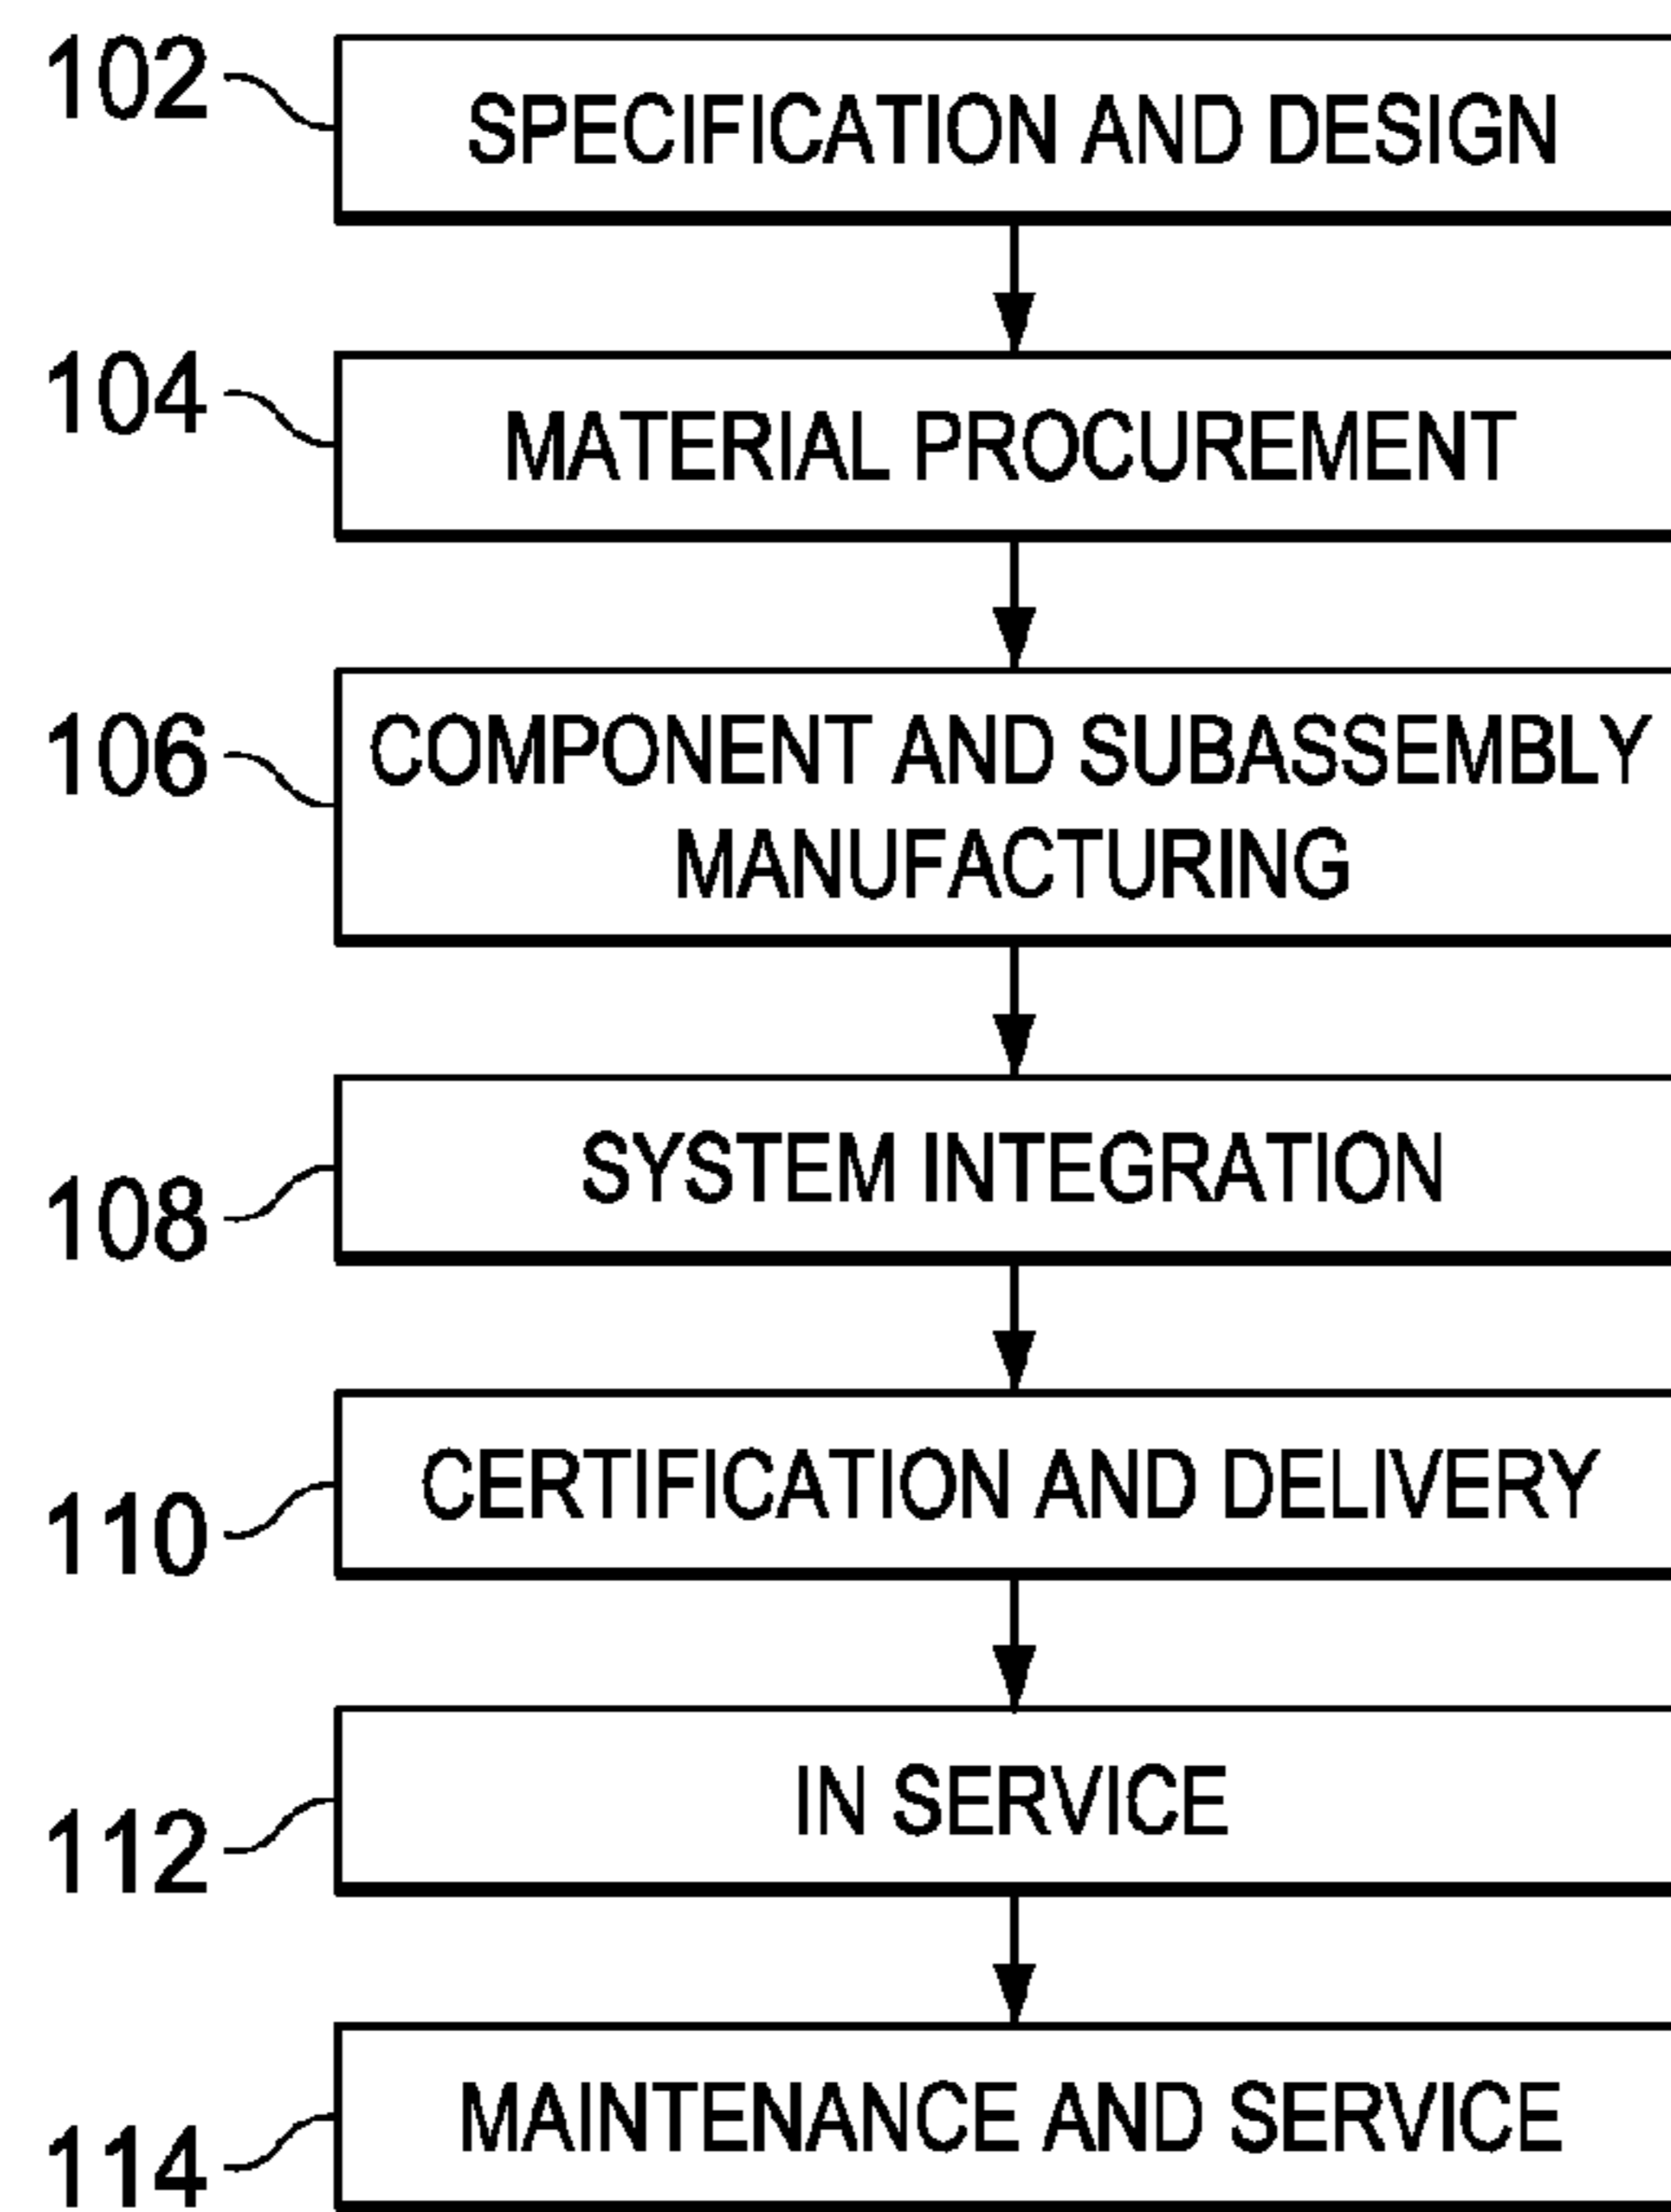 102
SPECIFICATION AND DESIGN
104
MATERIAL PROCUREMENT
106
COMPONENT AND SUBASSEMBLY
MANUFACTURING
108
SYSTEM INTEGRATION
110
CERTIFICATION AND DELIVERY
112
IN SERVICE
114
MAINTENANCE AND SERVICE